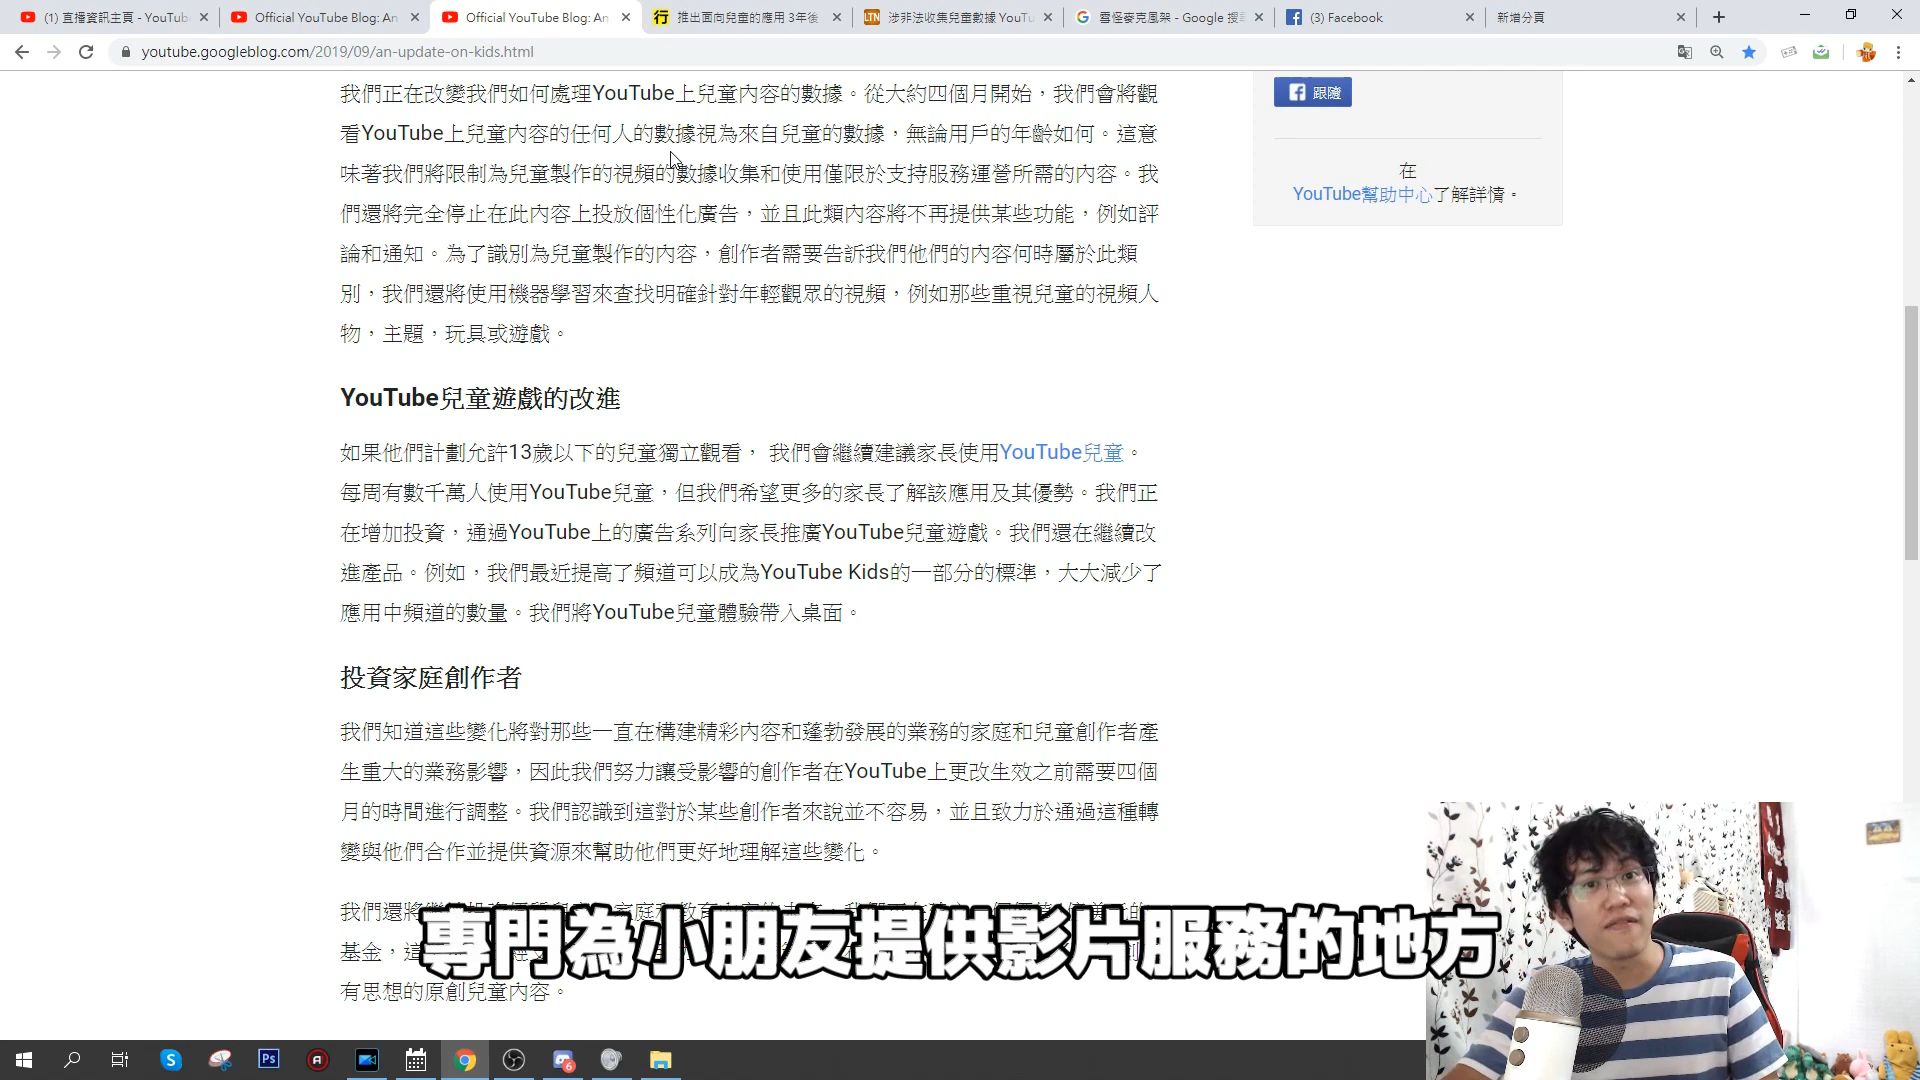 (1) 直播資訊主頁 - YouTub
Official YouTube Blog: An
Official YouTube Blog: An
推出面向兒童的應用 3年後
涉非法收集兒童數據 YouTu
雪怪麥克風架 - Google 搜尋
(3) Facebook
新增分頁
youtube.googleblog.com/2019/09/an-update-on-kids.html
我們正在改變我們如何處理YouTube上兒童內容的數據。從大約四個月開始，我們會將觀
看YouTube上兒童內容的任何人的數據視為來自兒童的數據，無論用戶的年齡如何。這意
味著我們將限制為兒童製作的視頻的數據收集和使用僅限於支持服務運營所需的內容。我
們還將完全停止在此內容上投放個性化廣告，並且此類內容將不再提供某些功能，例如評
論和通知。為了識別為兒童製作的內容，創作者需要告訴我們他們的內容何時屬於此類
別，我們還將使用機器學習來查找明確針對年輕觀眾的視頻，例如那些重視兒童的視頻人
物，主題，玩具或遊戲。
跟隨
在
YouTube幫助中心了解詳情。
YouTube兒童遊戲的改進
如果他們計劃允許13歲以下的兒童獨立觀看， 我們會繼續建議家長使用YouTube兒童。
每周有數千萬人使用YouTube兒童，但我們希望更多的家長了解該應用及其優勢。我們正
在增加投資，通過YouTube上的廣告系列向家長推廣YouTube兒童遊戲。我們還在繼續改
進產品。例如，我們最近提高了頻道可以成為YouTube Kids的一部分的標準，大大減少了
應用中頻道的數量。我們將YouTube兒童體驗帶入桌面。
投資家庭創作者
我們知道這些變化將對那些一直在構建精彩內容和蓬勃發展的業務的家庭和兒童創作者產
生重大的業務影響，因此我們努力讓受影響的創作者在YouTube上更改生效之前需要四個
月的時間進行調整。我們認識到這對於某些創作者來說並不容易，並且致力於通過這種轉
變與他們合作並提供資源來幫助他們更好地理解這些變化。
我們還將
基金，這
專門為小朋友提供影片服務的地方
有思想的原創兒童內容。